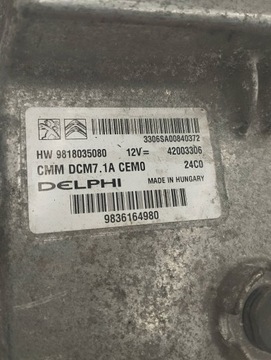 3306SA00840372
HW 9818035080 12V= 42003306
CMM DCM7.1A CEM0 24C0
DELPHI MADE IN HUNGARY
9836164980